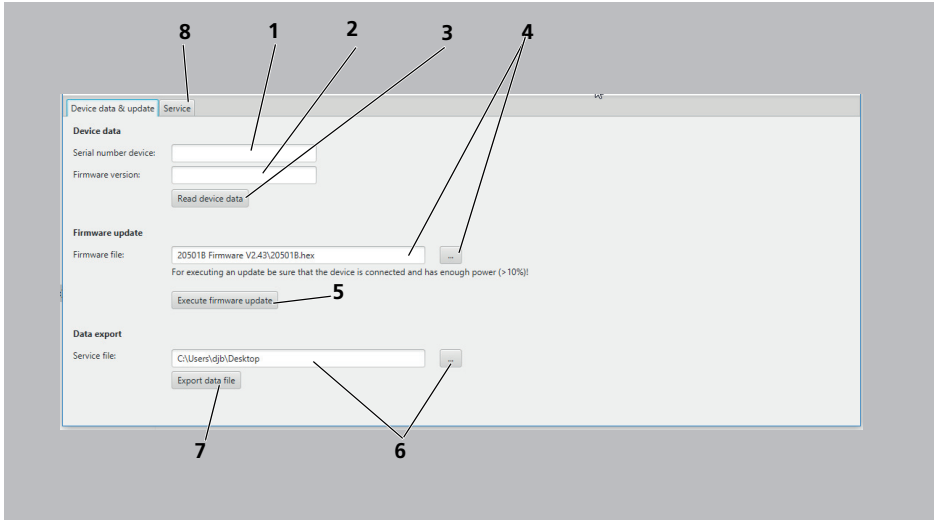 8 1 2 3 4
Device data & update Service
Device data
Serial number device:
Firmware version:
Read device data
Firmware update
Firmware file: 20501B Firmware V2.43\20501B.hex ...
For executing an update be sure that the device is connected and has enough power (>10%)!
Execute firmware update 5
Data export
Service file: C:\Users\djb\Desktop ...
Export data file
7 6